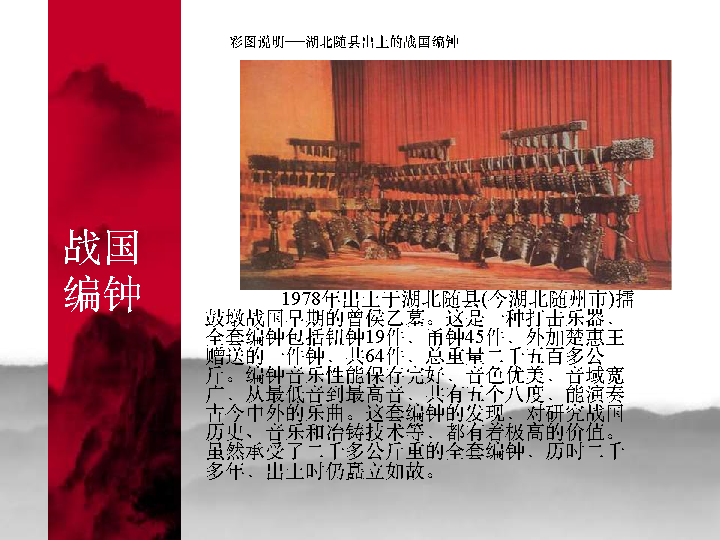 彩图说明──湖北随县出土的战国编钟
战国
编钟
1978年出土于湖北随县(今湖北随州市)擂
鼓墩战国早期的曾侯乙墓。这是一种打击乐器、
全套编钟包括钮钟19件、甬钟45件、外加楚惠王
赠送的一件钟、共64件、总重量二千五百多公
斤。编钟音乐性能保存完好、音色优美、音域宽
广、从最低音到最高音、共有五个八度、能演奏
古今中外的乐曲。这套编钟的发现、对研究战国
历史、音乐和冶铸技术等、都有着极高的价值。
虽然承受了二千多公斤重的全套编钟、历时二千
多年、出土时仍矗立如故。